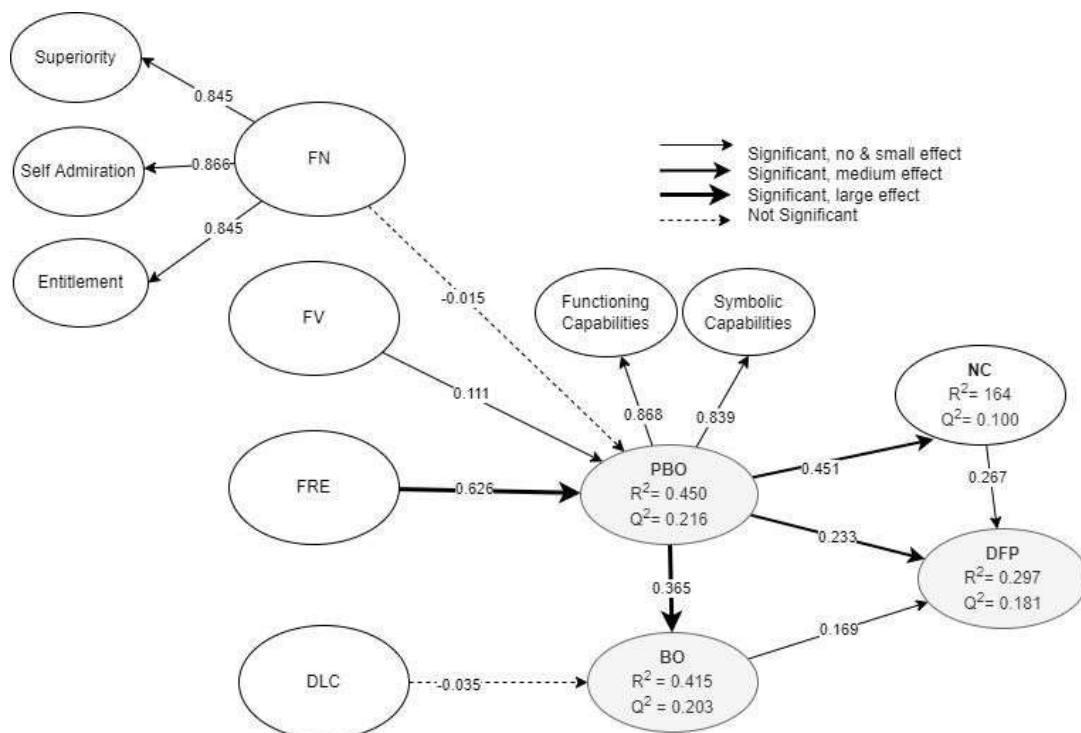 Superiority
0.845
FN
Self Admiration
0.866
Entitlement
0.845
Significant, no & small effect
Significant, medium effect
Significant, large effect
Not Significant
-0.015
FV
0.111
Functioning
Capabilities
Symbolic
Capabilities
0.868
0.839
NC
R²= 164
Q²= 0.100
FRE
0.626
PBO
R²= 0.450
Q²= 0.216
0.451
0.267
0.233
DFP
R²= 0.297
Q²= 0.181
0.365
0.169
DLC
-0.035
BO
R²= 0.415
Q²= 0.203